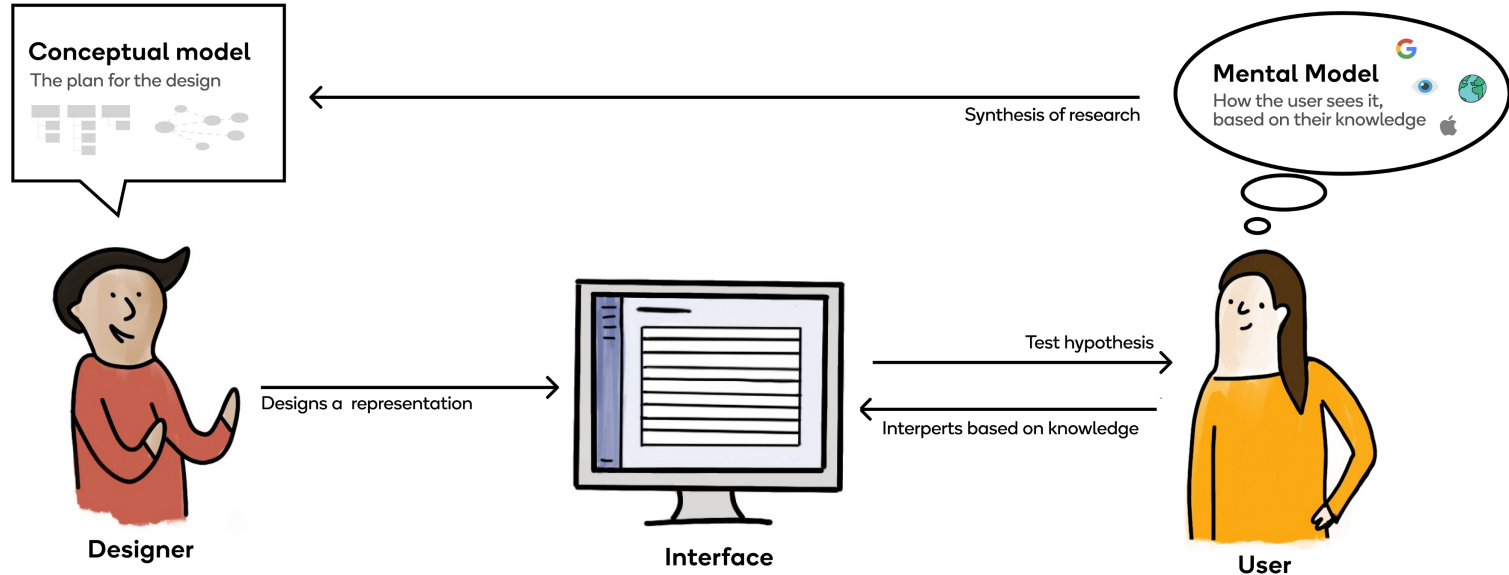 Conceptual model
The plan for the design
Synthesis of research
Mental Model
How the user sees it,
based on their knowledge
Designs a representation
Test hypothesis
Interperts based on knowledge
Designer
Interface
User